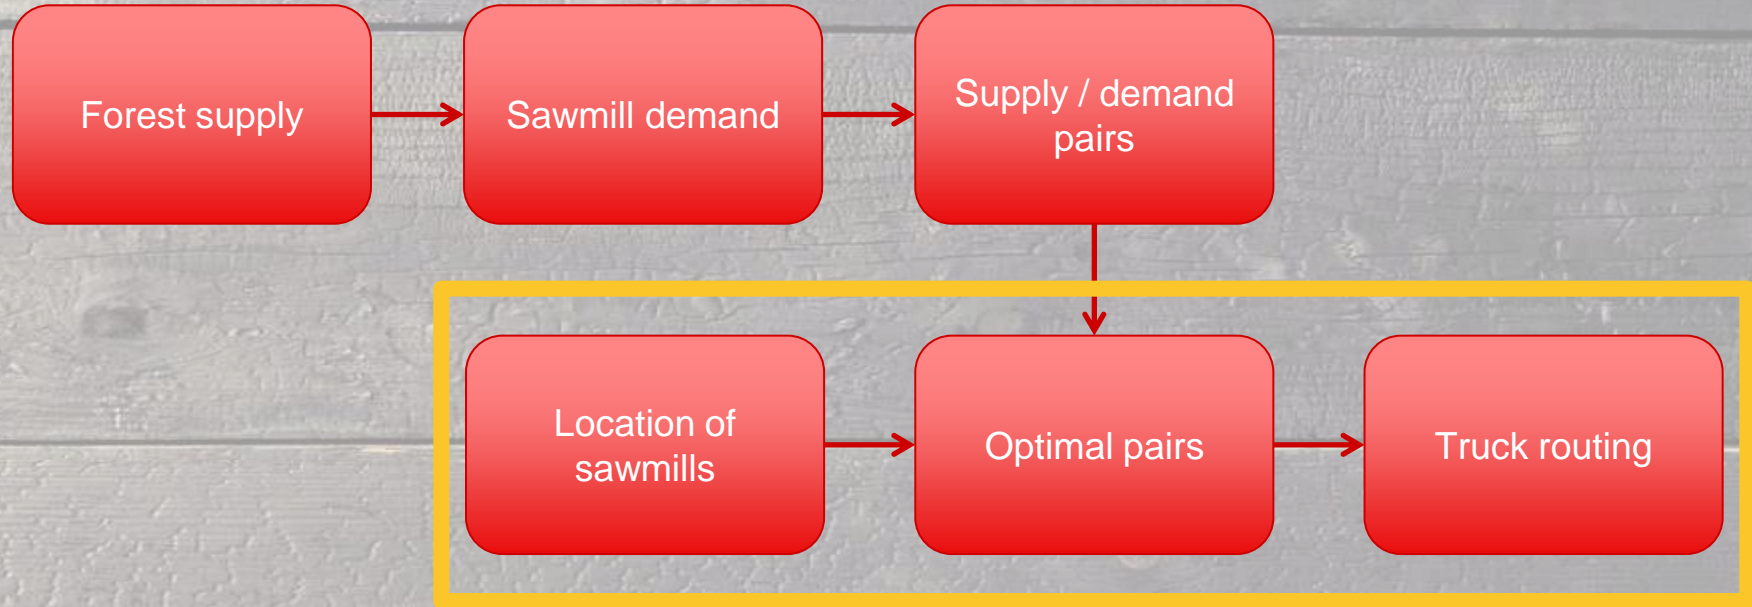 Forest supply
Sawmill demand
Supply / demand
pairs
Location of
sawmills
Optimal pairs
Truck routing